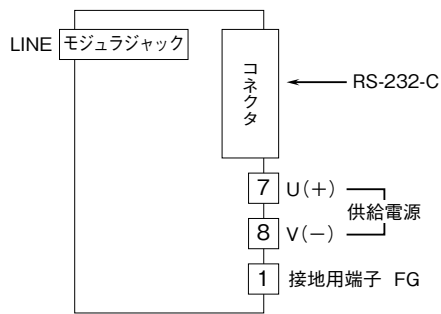 LINE モジュラジャック
コネクタ
RS-232-C
7 U(+)
供給電源
8 V(−)
1 接地用端子 FG